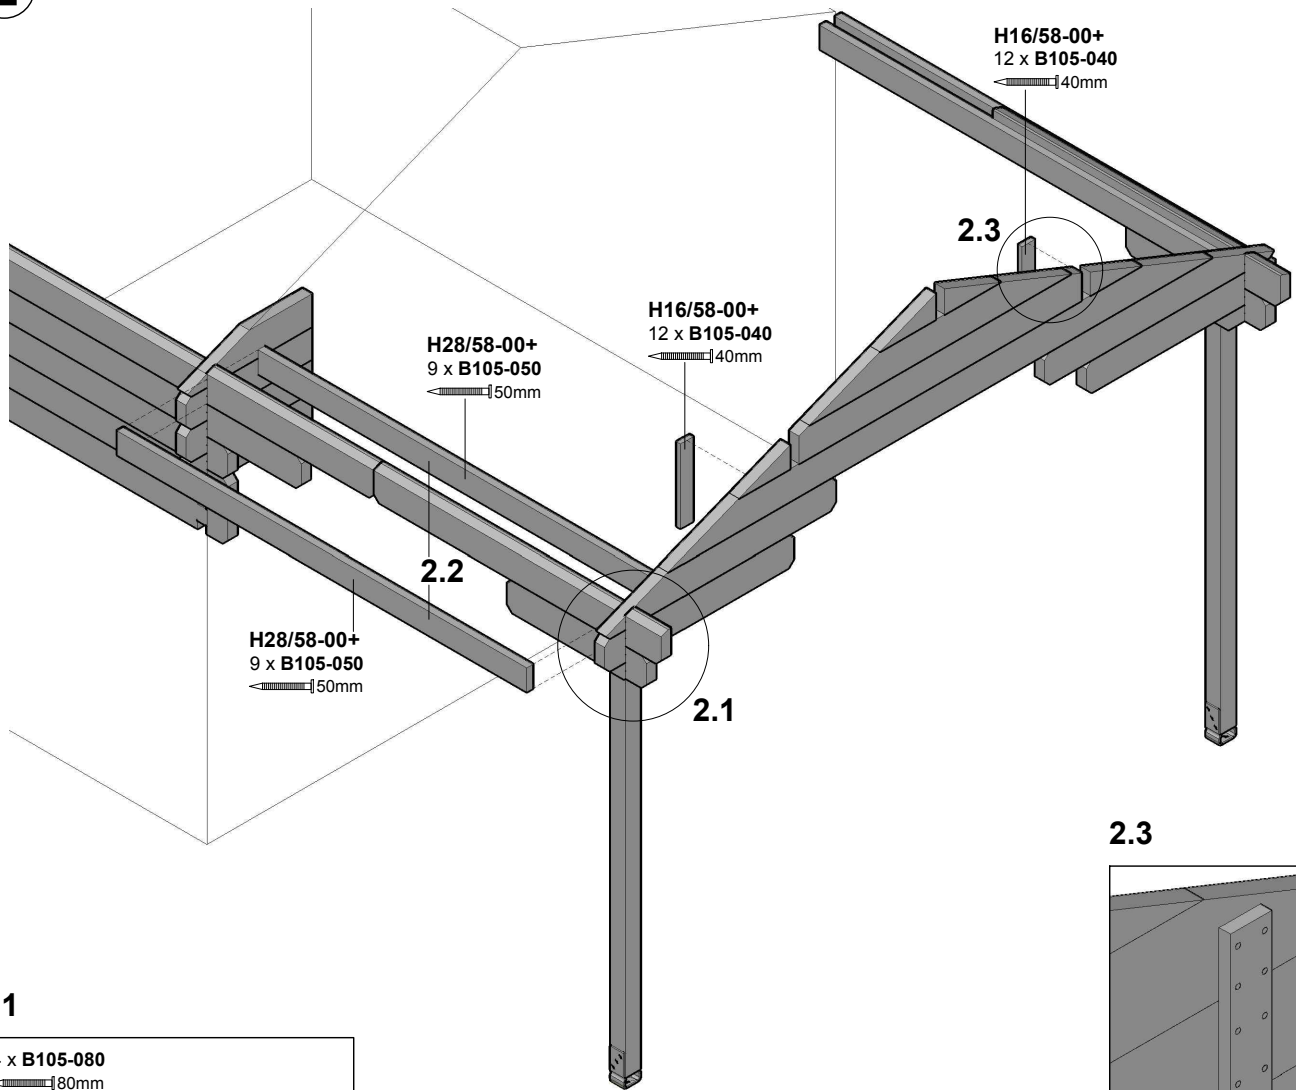 H16/58-00+
12 x B105-040
40mm
2.3
H16/58-00+
12 x B105-040
40mm
H28/58-00+
9 x B105-050
50mm
2.2
H28/58-00+
9 x B105-050
50mm
2.1
2.3
1
x B105-080
80mm